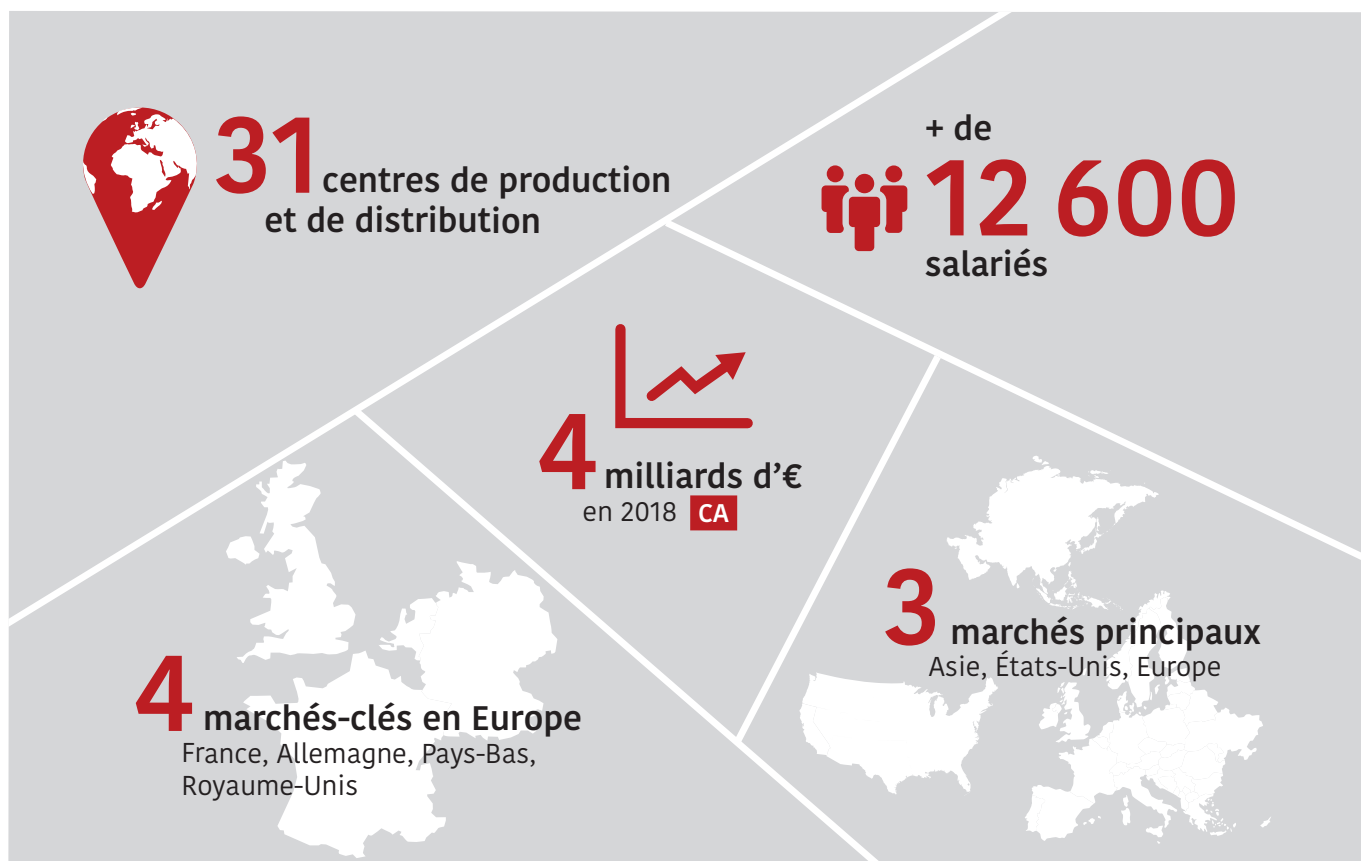 31 centres de production
et de distribution
+ de
12 600
salariés
4 milliards d’€
en 2018 CA
4 marchés-clés en Europe
France, Allemagne, Pays-Bas,
Royaume-Unis
3 marchés principaux
Asie, États-Unis, Europe